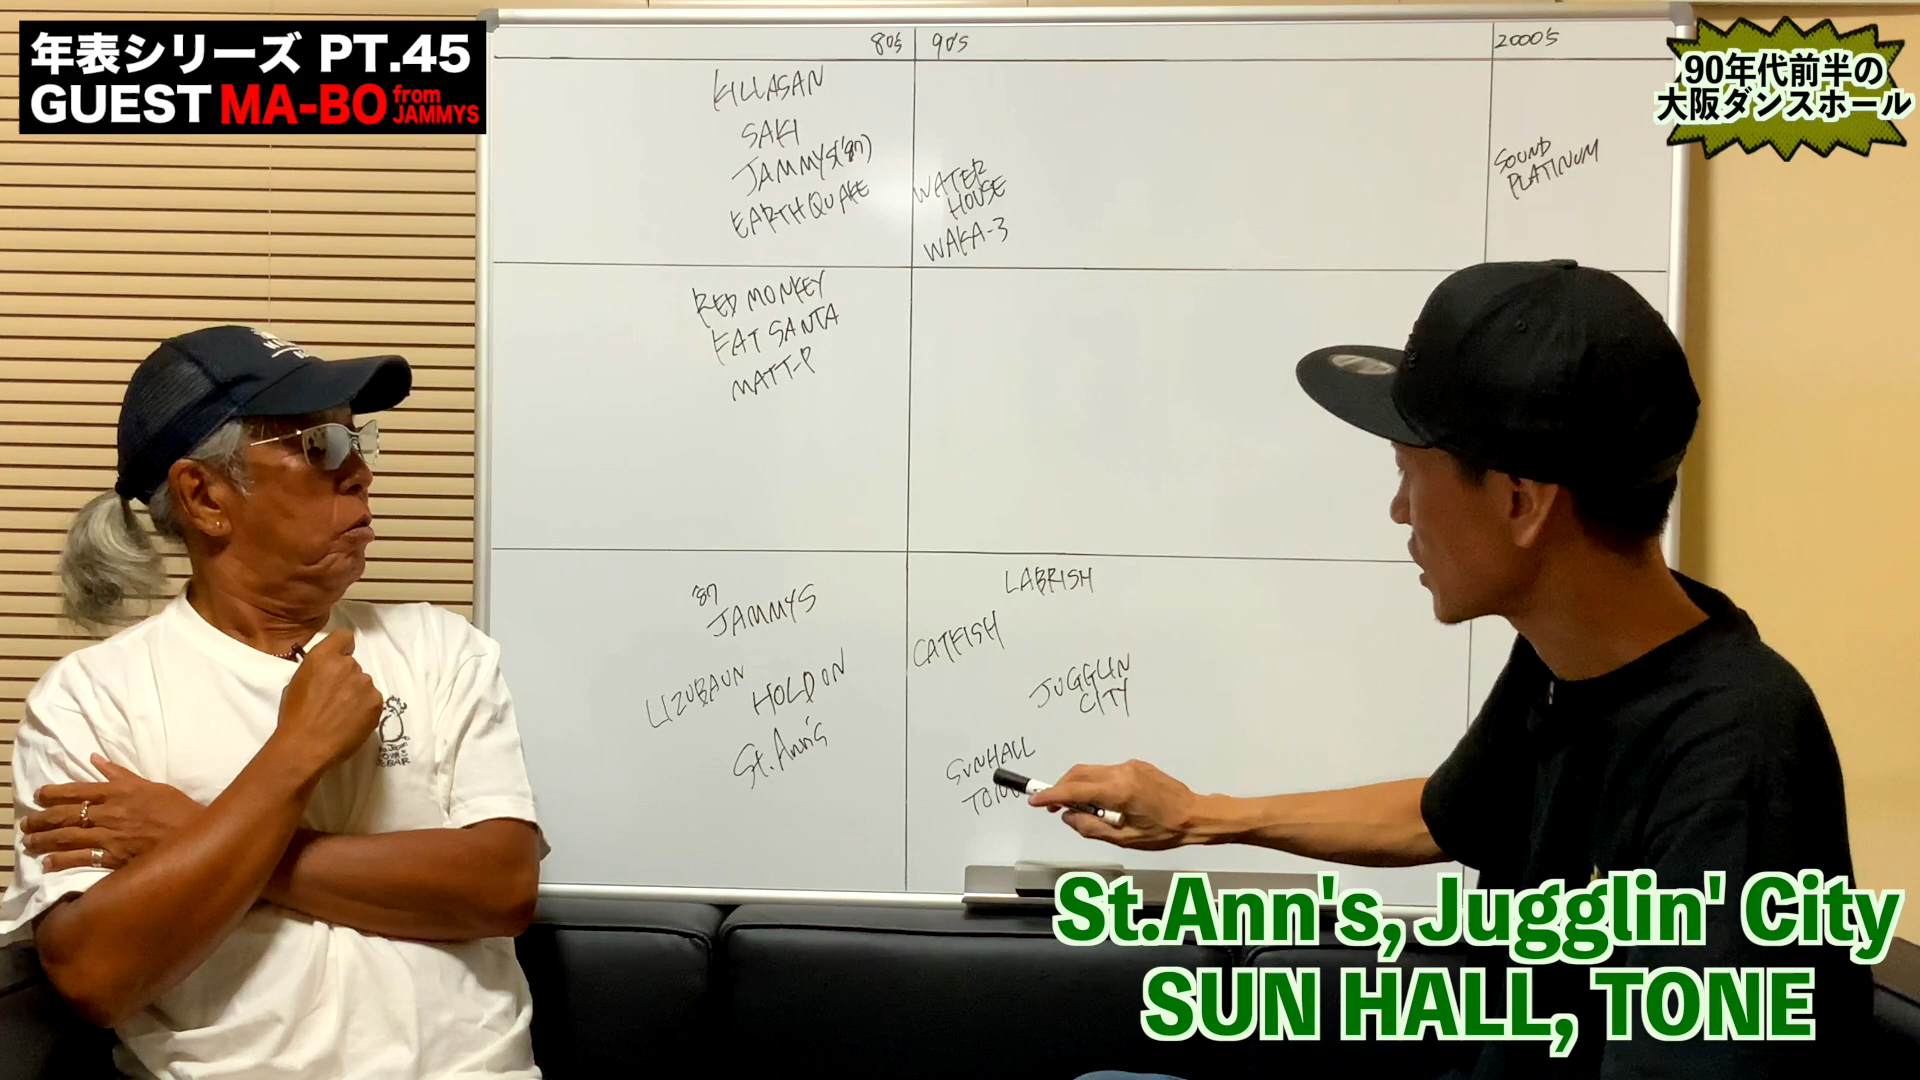 年表シリーズ PT.45
GUEST MA-BO from JAMMYS
90年代前半の
大阪ダンスホール
80's
90's
2000's
KILLASAN
SAKI
JAMMYS('87)
EARTHQUAKE
WATER
HOUSE
WAKA-3
SOUND
PLATINUM
RED MONKEY
FAT SANTA
MATT-P
'87
JAMMYS
LIZUBAUN
HOLD ON
St. Ann's
LABRISH
CATFISH
JUGGLIN
CITY
SUNHALL
St.Ann's, Jugglin' City
SUN HALL, TONE